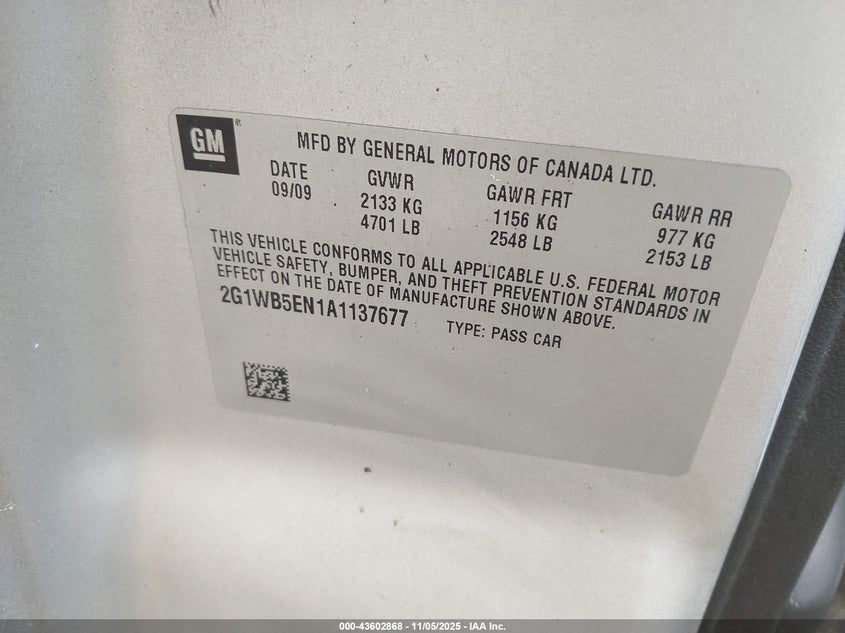 GM®
MFD BY GENERAL MOTORS OF CANADA LTD.
DATE GVWR GAWR FRT GAWR RR
09/09 2133 KG 1156 KG 977 KG
4701 LB 2548 LB 2153 LB
THIS VEHICLE CONFORMS TO ALL APPLICABLE U.S. FEDERAL MOTOR
VEHICLE SAFETY, BUMPER, AND THEFT PREVENTION STANDARDS IN
EFFECT ON THE DATE OF MANUFACTURE SHOWN ABOVE.
2G1WB5EN1A1137677 TYPE: PASS CAR
000-43602868 - 11/05/2025 - IAA Inc.